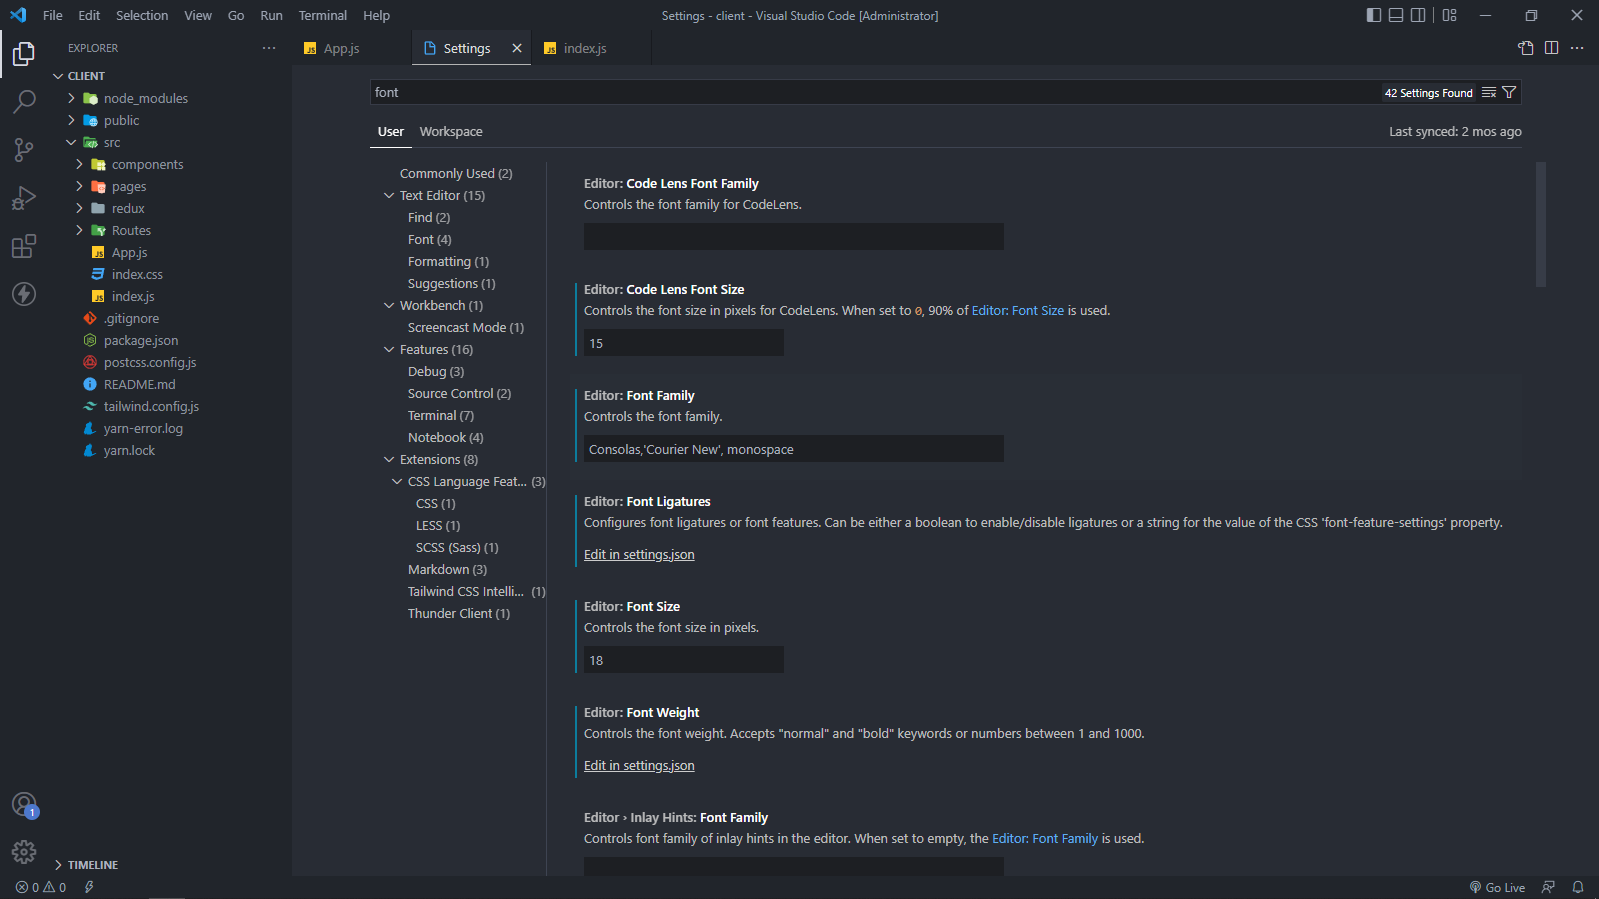 File Edit Selection View Go Run Terminal Help
Settings - client - Visual Studio Code [Administrator]
EXPLORER
CLIENT
node_modules
public
src
components
pages
redux
Routes
App.js
index.css
index.js
.gitignore
package.json
postcss.config.js
README.md
tailwind.config.js
yarn-error.log
yarn.lock
TIMELINE
App.js
Settings
index.js
font
42 Settings Found
User Workspace
Last synced: 2 mos ago
Commonly Used (2)
Text Editor (15)
Find (2)
Font (4)
Formatting (1)
Suggestions (1)
Workbench (1)
Screencast Mode (1)
Features (16)
Debug (3)
Source Control (2)
Terminal (7)
Notebook (4)
Extensions (8)
CSS Language Feat... (3)
CSS (1)
LESS (1)
SCSS (Sass) (1)
Markdown (3)
Tailwind CSS Intelli... (1)
Thunder Client (1)
Editor: Code Lens Font Family
Controls the font family for CodeLens.
Editor: Code Lens Font Size
Controls the font size in pixels for CodeLens. When set to 0, 90% of Editor: Font Size is used.
15
Editor: Font Family
Controls the font family.
Consolas,'Courier New', monospace
Editor: Font Ligatures
Configures font ligatures or font features. Can be either a boolean to enable/disable ligatures or a string for the value of the CSS 'font-feature-settings' property.
Edit in settings.json
Editor: Font Size
Controls the font size in pixels.
18
Editor: Font Weight
Controls the font weight. Accepts "normal" and "bold" keywords or numbers between 1 and 1000.
Edit in settings.json
Editor › Inlay Hints: Font Family
Controls font family of inlay hints in the editor. When set to empty, the Editor: Font Family is used.
1
0 0
Go Live